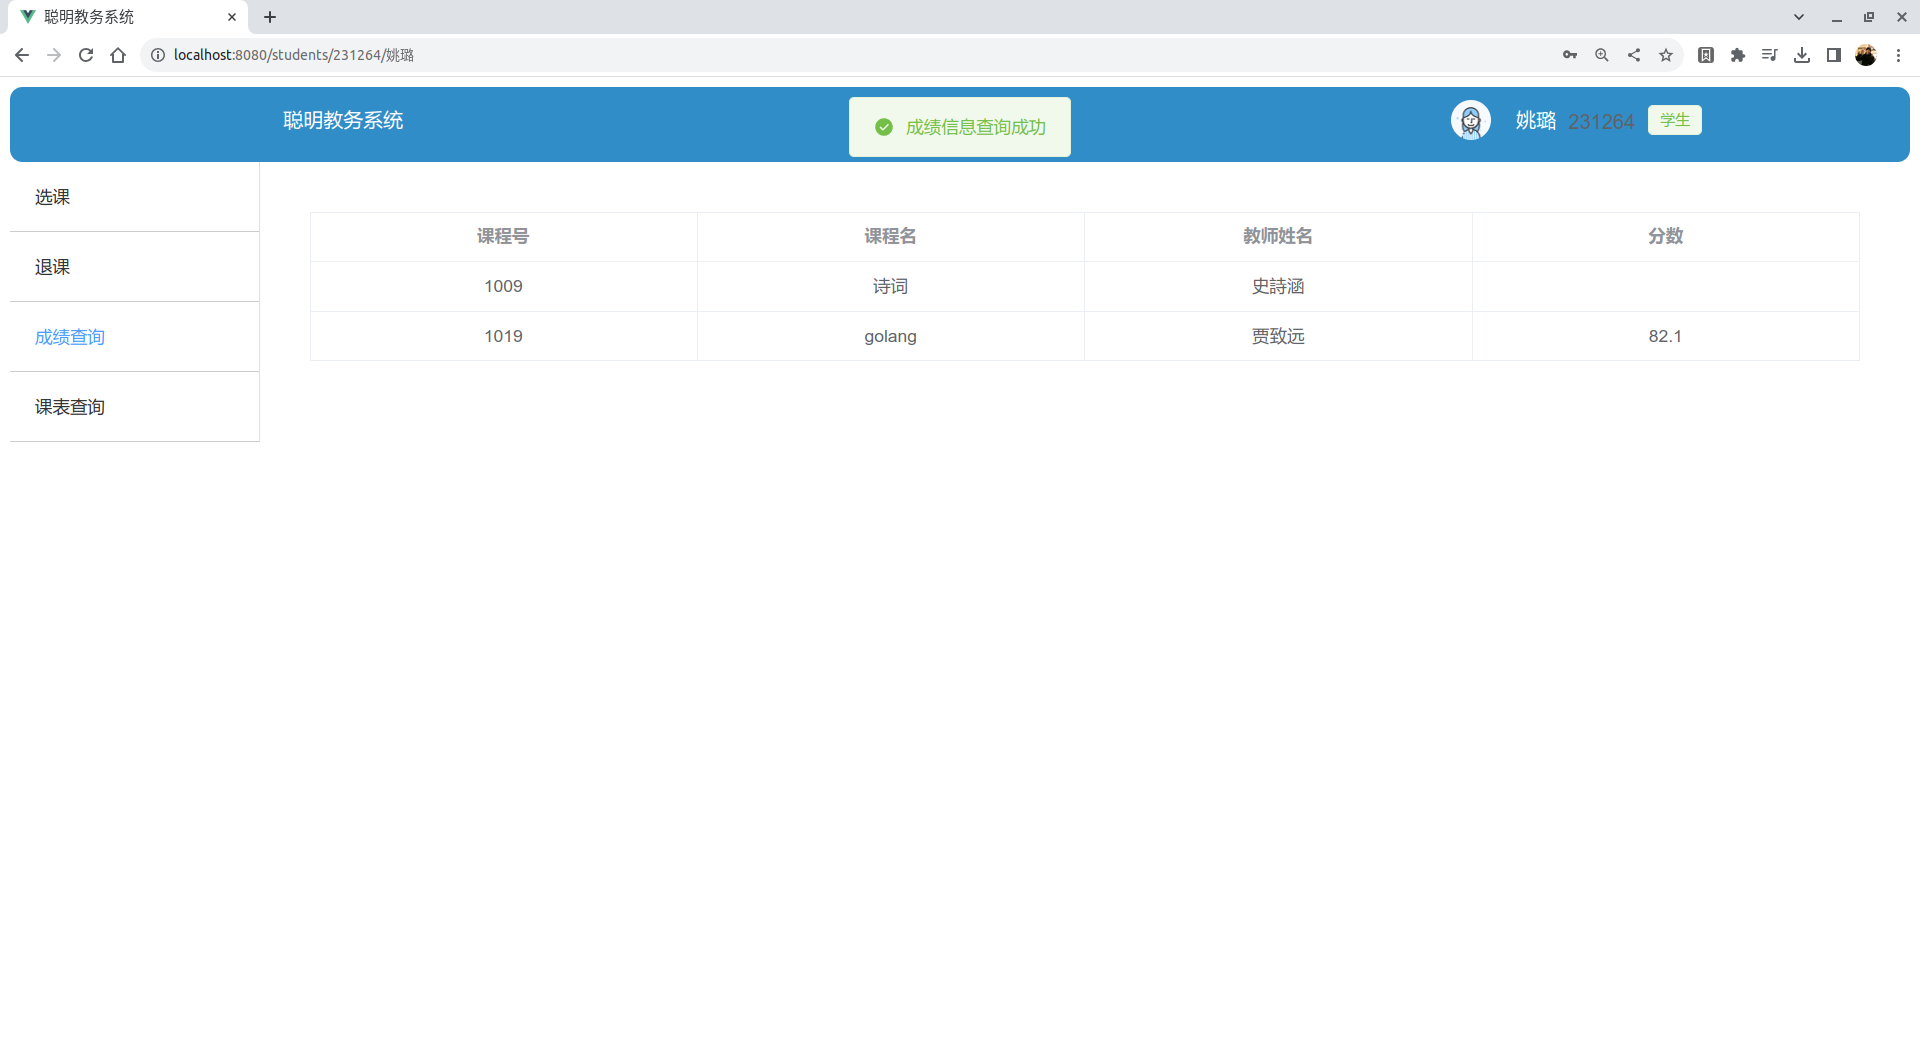 聪明教务系统
localhost:8080/students/231264/姚璐
聪明教务系统
成绩信息查询成功
姚璐 231264 学生
选课
退课
成绩查询
课表查询
课程号 课程名 教师姓名 分数
1009 诗词 史詩涵
1019 golang 贾致远 82.1